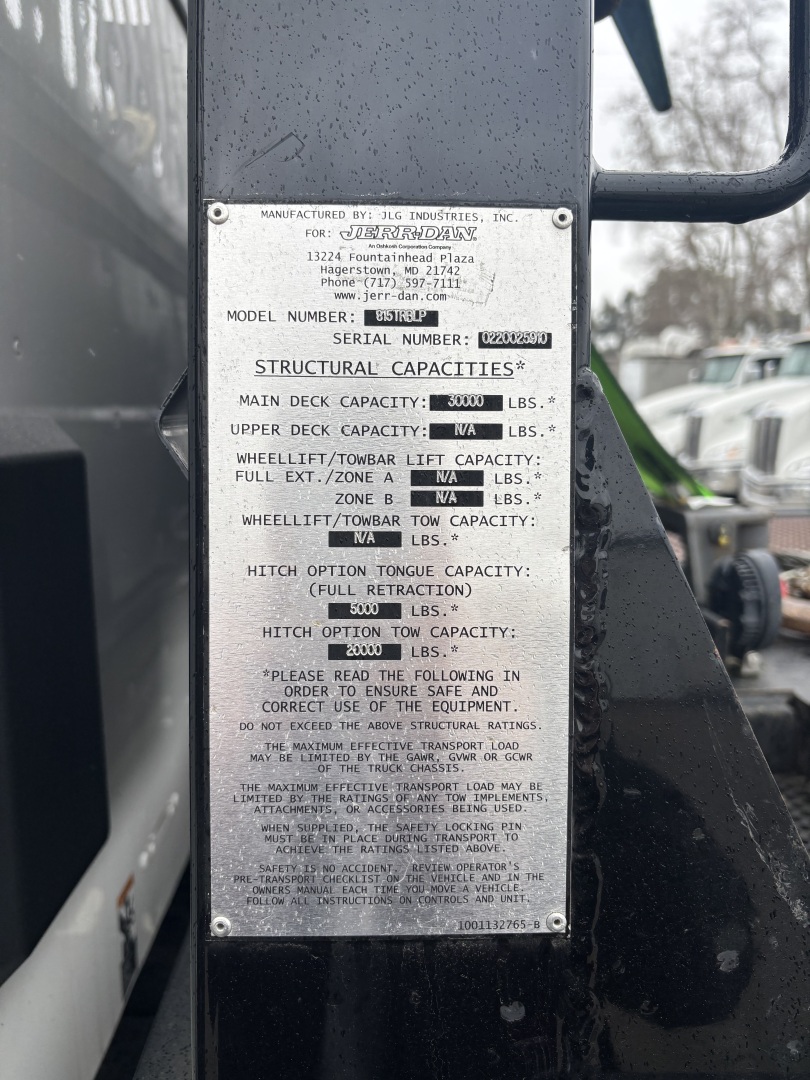 MANUFACTURED BY: JLG INDUSTRIES, INC.
FOR: JERR-DAN®
An Oshkosh Corporation Company
13224 Fountainhead Plaza
Hagerstown, MD 21742
Phone (717) 597-7111
www.jerr-dan.com
MODEL NUMBER:
SERIAL NUMBER: 0220025910
STRUCTURAL CAPACITIES*
MAIN DECK CAPACITY: 30000 LBS.*
UPPER DECK CAPACITY: N/A LBS.*
WHEELLIFT/TOWBAR LIFT CAPACITY:
FULL EXT./ZONE A N/A LBS.*
ZONE B N/A LBS.*
WHEELLIFT/TOWBAR TOW CAPACITY:
N/A LBS.*
HITCH OPTION TONGUE CAPACITY:
(FULL RETRACTION)
5000 LBS.*
HITCH OPTION TOW CAPACITY:
20000 LBS.*
*PLEASE READ THE FOLLOWING IN
ORDER TO ENSURE SAFE AND
CORRECT USE OF THE EQUIPMENT.
DO NOT EXCEED THE ABOVE STRUCTURAL RATINGS.
THE MAXIMUM EFFECTIVE TRANSPORT LOAD
MAY BE LIMITED BY THE GAWR, GVWR OR GCWR
OF THE TRUCK CHASSIS.
THE MAXIMUM EFFECTIVE TRANSPORT LOAD MAY BE
LIMITED BY THE RATINGS OF ANY TOW IMPLEMENTS,
ATTACHMENTS, OR ACCESSORIES BEING USED.
WHEN SUPPLIED, THE SAFETY LOCKING PIN
MUST BE IN PLACE DURING TRANSPORT TO
ACHIEVE THE RATINGS LISTED ABOVE.
SAFETY IS NO ACCIDENT. REVIEW OPERATOR'S
PRE-TRANSPORT CHECKLIST ON THE VEHICLE AND IN THE
OWNERS MANUAL EACH TIME YOU MOVE A VEHICLE.
FOLLOW ALL INSTRUCTIONS ON CONTROLS AND UNIT.
1001132765-B